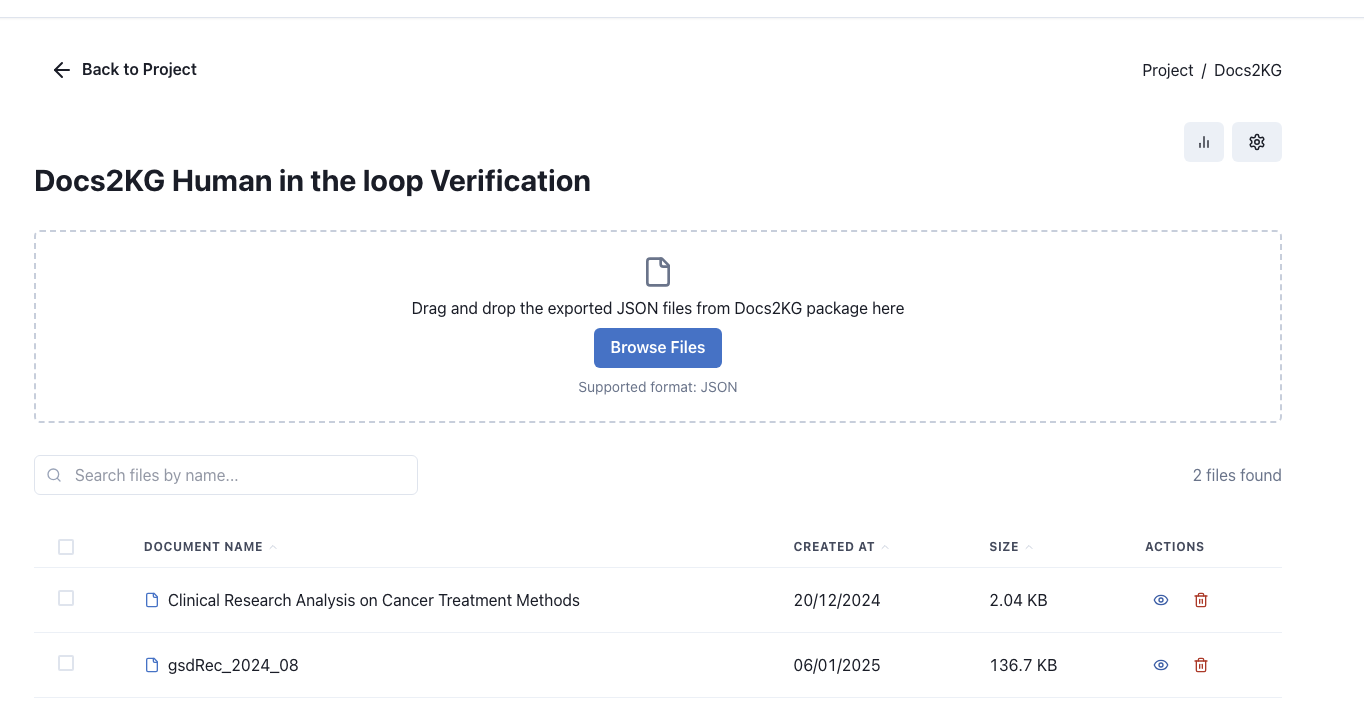 Back to Project
Project / Docs2KG
Docs2KG Human in the loop Verification
Drag and drop the exported JSON files from Docs2KG package here
Browse Files
Supported format: JSON
Search files by name...
2 files found
DOCUMENT NAME CREATED AT SIZE ACTIONS
Clinical Research Analysis on Cancer Treatment Methods 20/12/2024 2.04 KB
gsdRec_2024_08 06/01/2025 136.7 KB